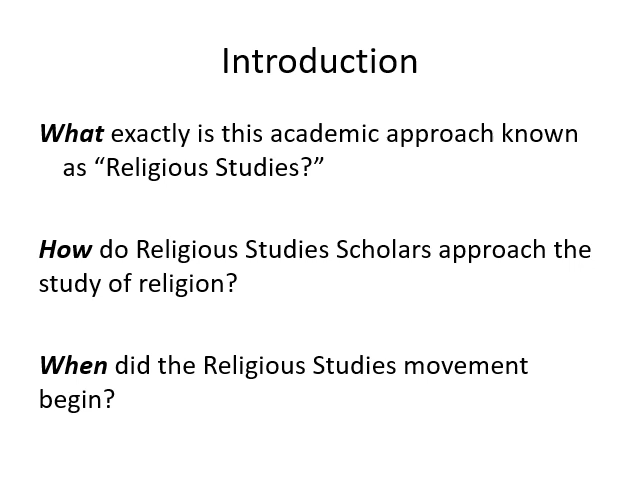 Introduction
What exactly is this academic approach known
as “Religious Studies?”
How do Religious Studies Scholars approach the
study of religion?
When did the Religious Studies movement
begin?